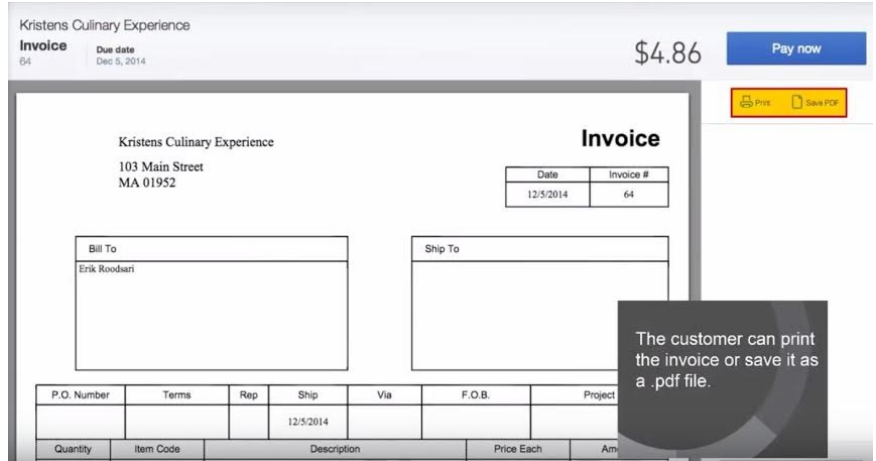 Kristens Culinary Experience
Invoice
64
Due date
Dec 5, 2014
$4.86
Pay now
Print
Save PDF
Kristens Culinary Experience
103 Main Street
MA 01952
Invoice
Date
Invoice #
12/5/2014
64
Bill To
Erik Roodsari
Ship To
The customer can print
the invoice or save it as
a .pdf file.
P.O. Number
Terms
Rep
Ship
Via
F.O.B.
Project
12/5/2014
Quantity
Item Code
Description
Price Each
Am